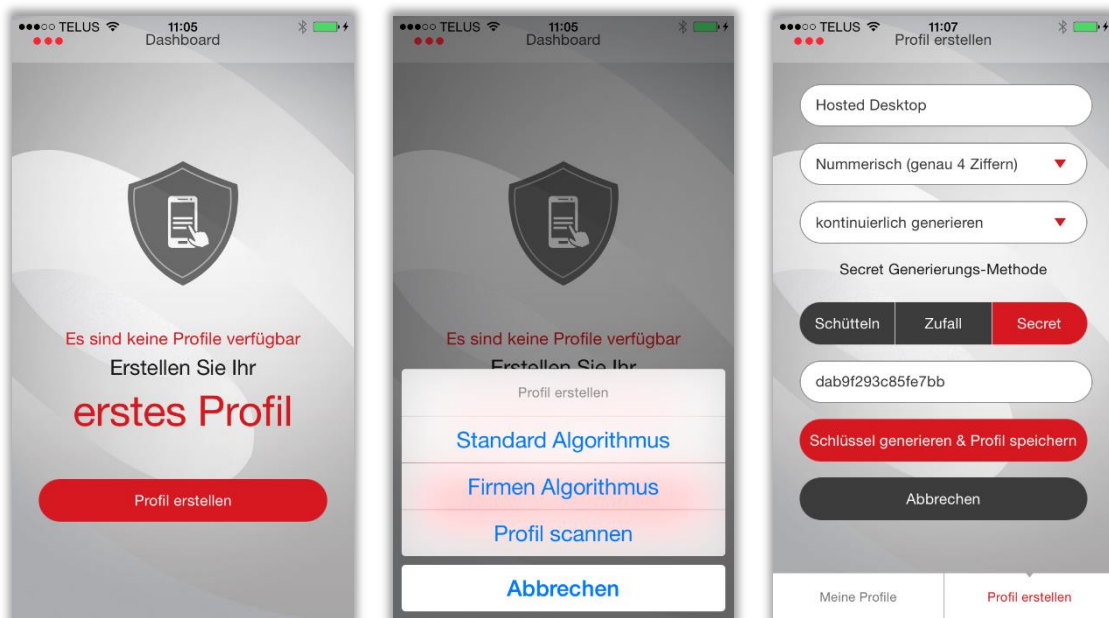 TELUS 11:05
Dashboard
Es sind keine Profile verfügbar
Erstellen Sie Ihr
erstes Profil
Profil erstellen
TELUS 11:05
Dashboard
Es sind keine Profile verfügbar
Erstellen Sie Ihr
Profil erstellen
Standard Algorithmus
Firmen Algorithmus
Profil scannen
Abbrechen
TELUS 11:07
Profil erstellen
Hosted Desktop
Nummerisch (genau 4 Ziffern)
kontinuierlich generieren
Secret Generierungs-Methode
Schütteln Zufall Secret
dab9f293c85fe7bb
Schlüssel generieren & Profil speichern
Abbrechen
Meine Profile Profil erstellen